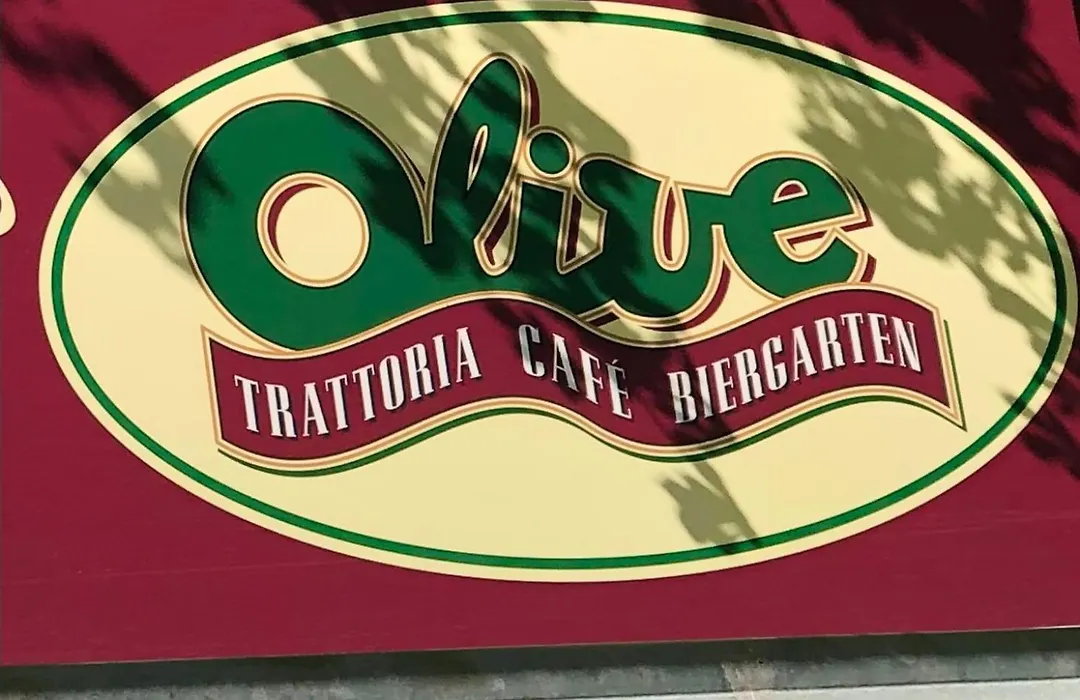 Olive
TRATTORIA CAFÉ BIERGARTEN